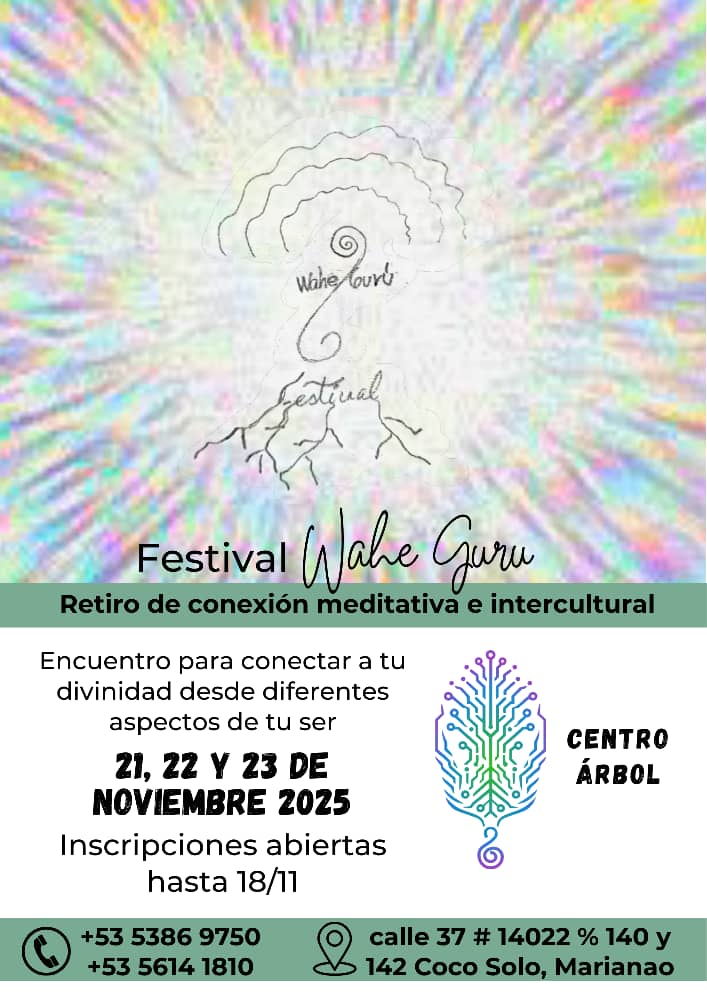 Wahe Gurú
Festival
Festival Wahe Guru
Retiro de conexión meditativa e intercultural
Encuentro para conectar a tu
divinidad desde diferentes
aspectos de tu ser
21, 22 Y 23 DE
NOVIEMBRE 2025
Inscripciones abiertas
hasta 18/11
CENTRO
ÁRBOL
+53 5386 9750
+53 5614 1810
calle 37 # 14022 % 140 y
142 Coco Solo, Marianao